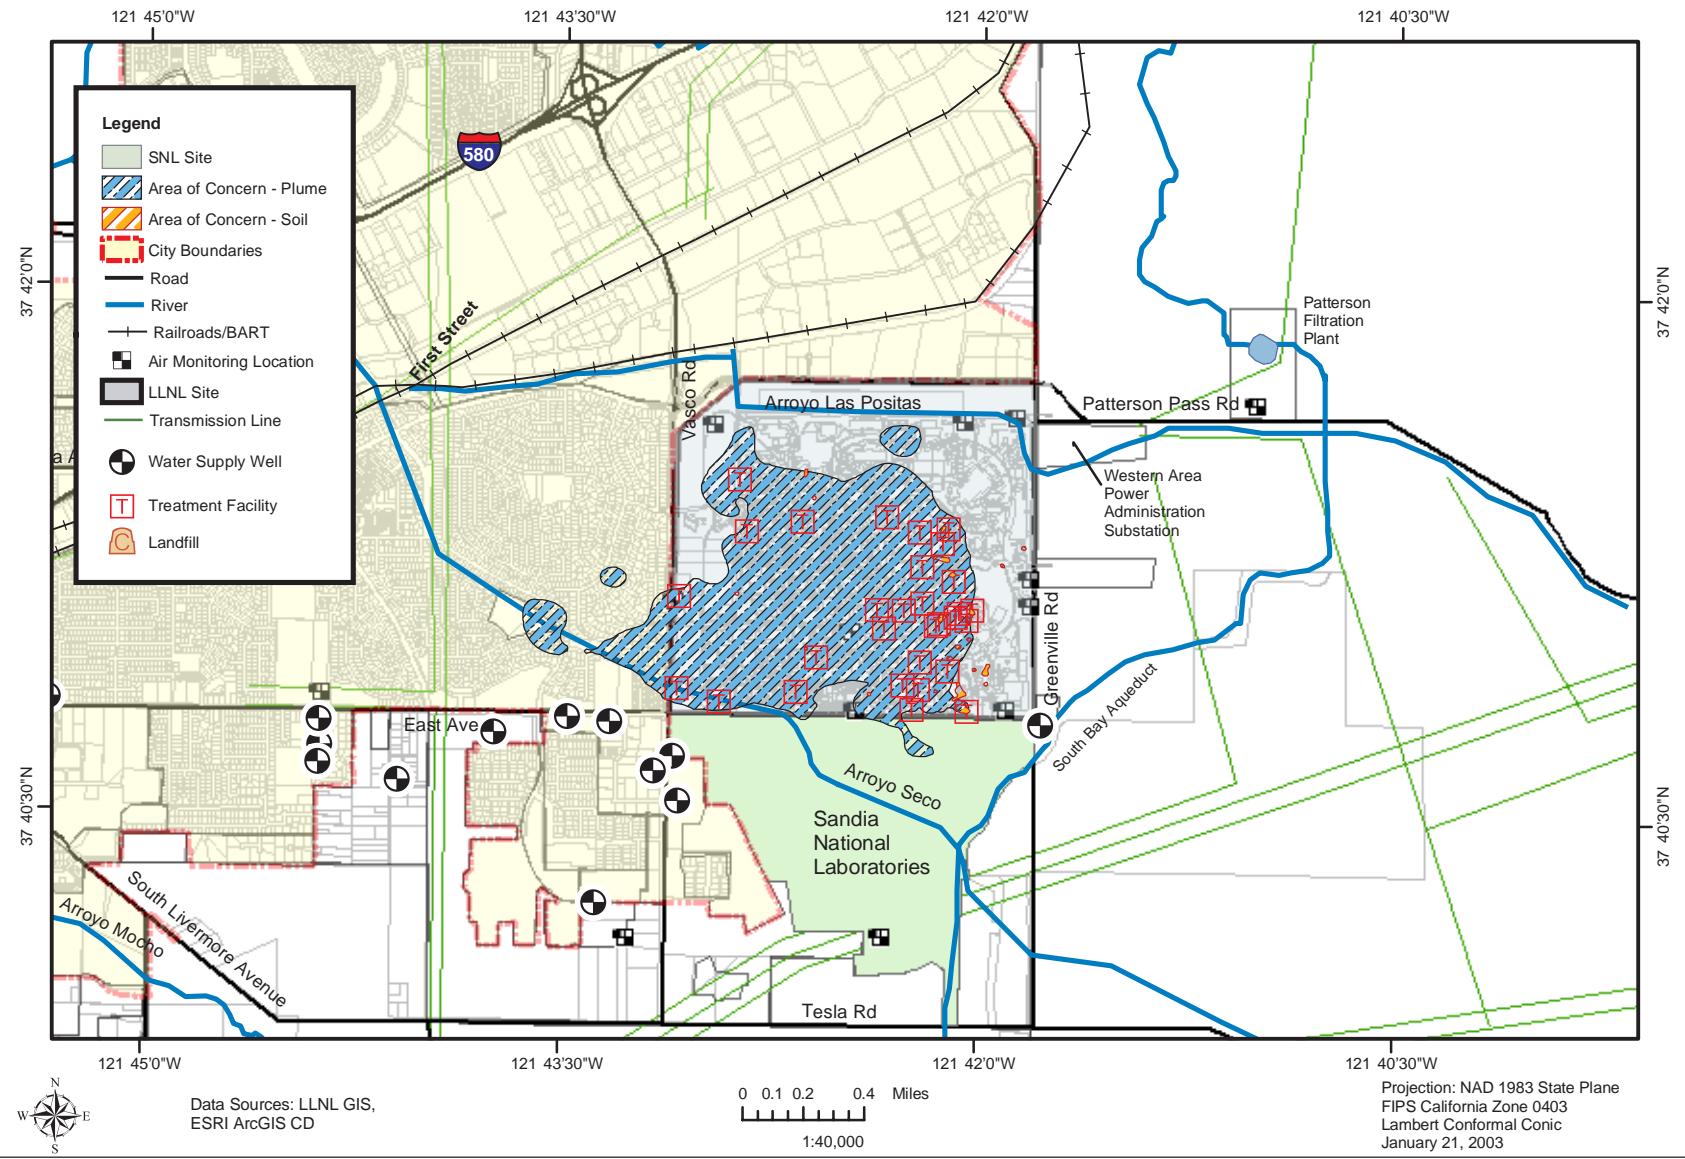 121 45'0"W
121 43'30"W
121 42'0"W
121 40'30"W
37 42'0"N
37 40'30"N
37 42'0"N
37 40'30"N
Legend
SNL Site
Area of Concern - Plume
Area of Concern - Soil
City Boundaries
Road
River
Railroads/BART
Air Monitoring Location
LLNL Site
Transmission Line
Water Supply Well
T
Treatment Facility
C
Landfill
580
First Street
Vasco Rd
Arroyo Las Positas
Patterson
Filtration
Plant
Patterson Pass Rd
Western Area
Power
Administration
Substation
Greenville Rd
South Bay Aqueduct
East Ave
Arroyo Seco
Sandia
National
Laboratories
South Livermore Avenue
Arroyo Mocho
Tesla Rd
121 45'0"W
121 43'30"W
121 42'0"W
121 40'30"W
N
W
E
S
Data Sources: LLNL GIS,
ESRI ArcGIS CD
0 0.1 0.2 0.4 Miles
1:40,000
Projection: NAD 1983 State Plane
FIPS California Zone 0403
Lambert Conformal Conic
January 21, 2003